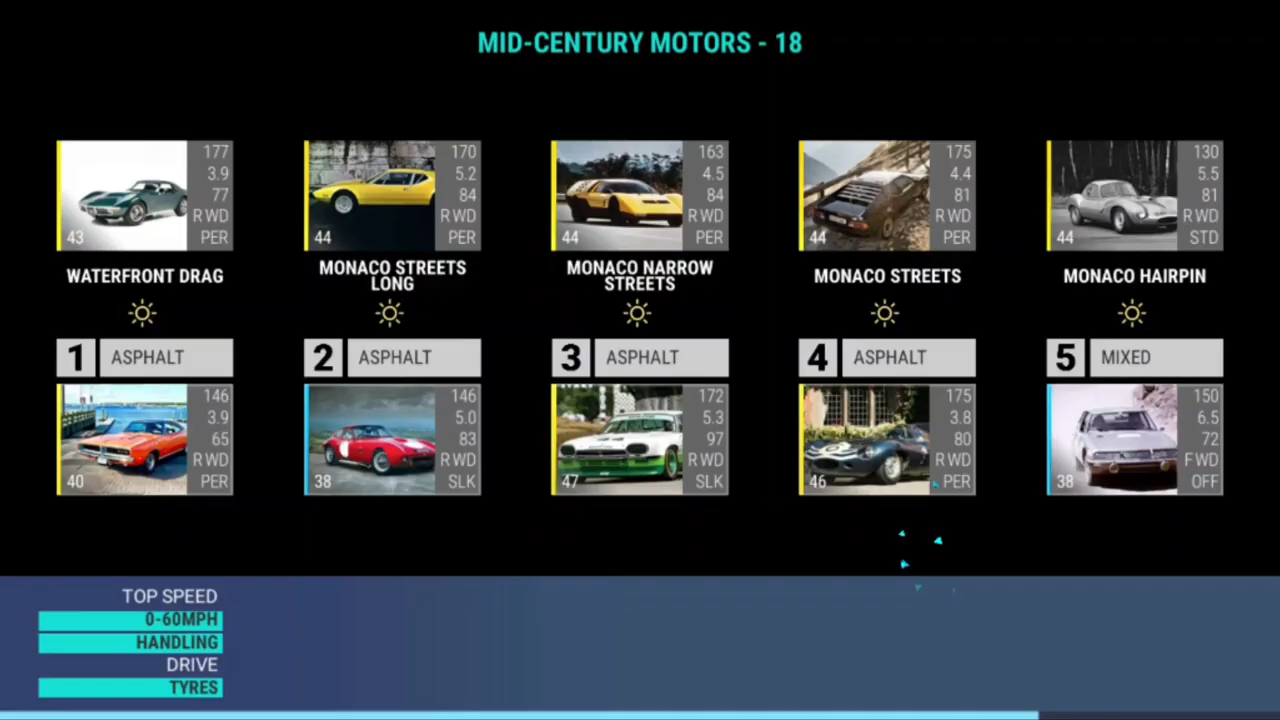 MID-CENTURY MOTORS - 18
177
3.9
77
RWD
43 PER
170
5.2
84
RWD
44 PER
163
4.5
84
RWD
44 PER
175
4.4
81
RWD
44 PER
130
5.5
81
RWD
44 STD
WATERFRONT DRAG
MONACO STREETS
LONG
MONACO NARROW
STREETS
MONACO STREETS
MONACO HAIRPIN
1 ASPHALT
2 ASPHALT
3 ASPHALT
4 ASPHALT
5 MIXED
146
3.9
65
RWD
40 PER
146
5.0
83
RWD
38 SLK
172
5.3
97
RWD
47 SLK
175
3.8
80
RWD
46 PER
150
6.5
72
FWD
38 OFF
TOP SPEED
0-60MPH
HANDLING
DRIVE
TYRES